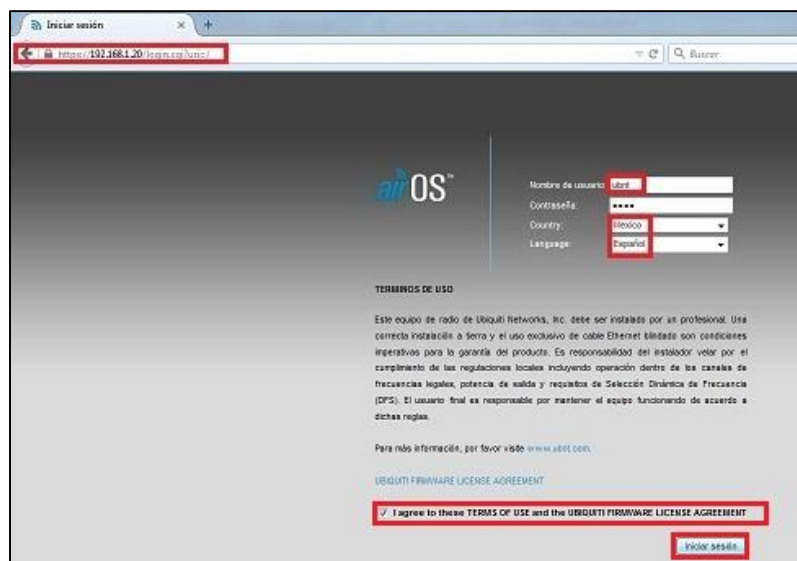 Iniciar sesión
https://192.168.1.20/login.cgi?uri=/
Buscar
airOS™
Nombre de usuario: ubnt
Contraseña: ••••
Country: Mexico
Language: Español
TERMINOS DE USO
Este equipo de radio de Ubiquiti Networks, Inc. debe ser instalado por un profesional. Una
correcta instalación a tierra y el uso exclusivo de cable Ethernet blindado son condiciones
imperativas para la garantía del producto. Es responsabilidad del instalador velar por el
cumplimiento de las regulaciones locales incluyendo operación dentro de los canales de
frecuencias legales, potencia de salida y requisitos de Selección Dinámica de Frecuencia
(DFS). El usuario final es responsable por mantener el equipo funcionando de acuerdo a
dichas reglas.
Para más información, por favor visite www.ubnt.com.
UBIQUITI FIRMWARE LICENSE AGREEMENT
I agree to these TERMS OF USE and the UBIQUITI FIRMWARE LICENSE AGREEMENT
Iniciar sesión